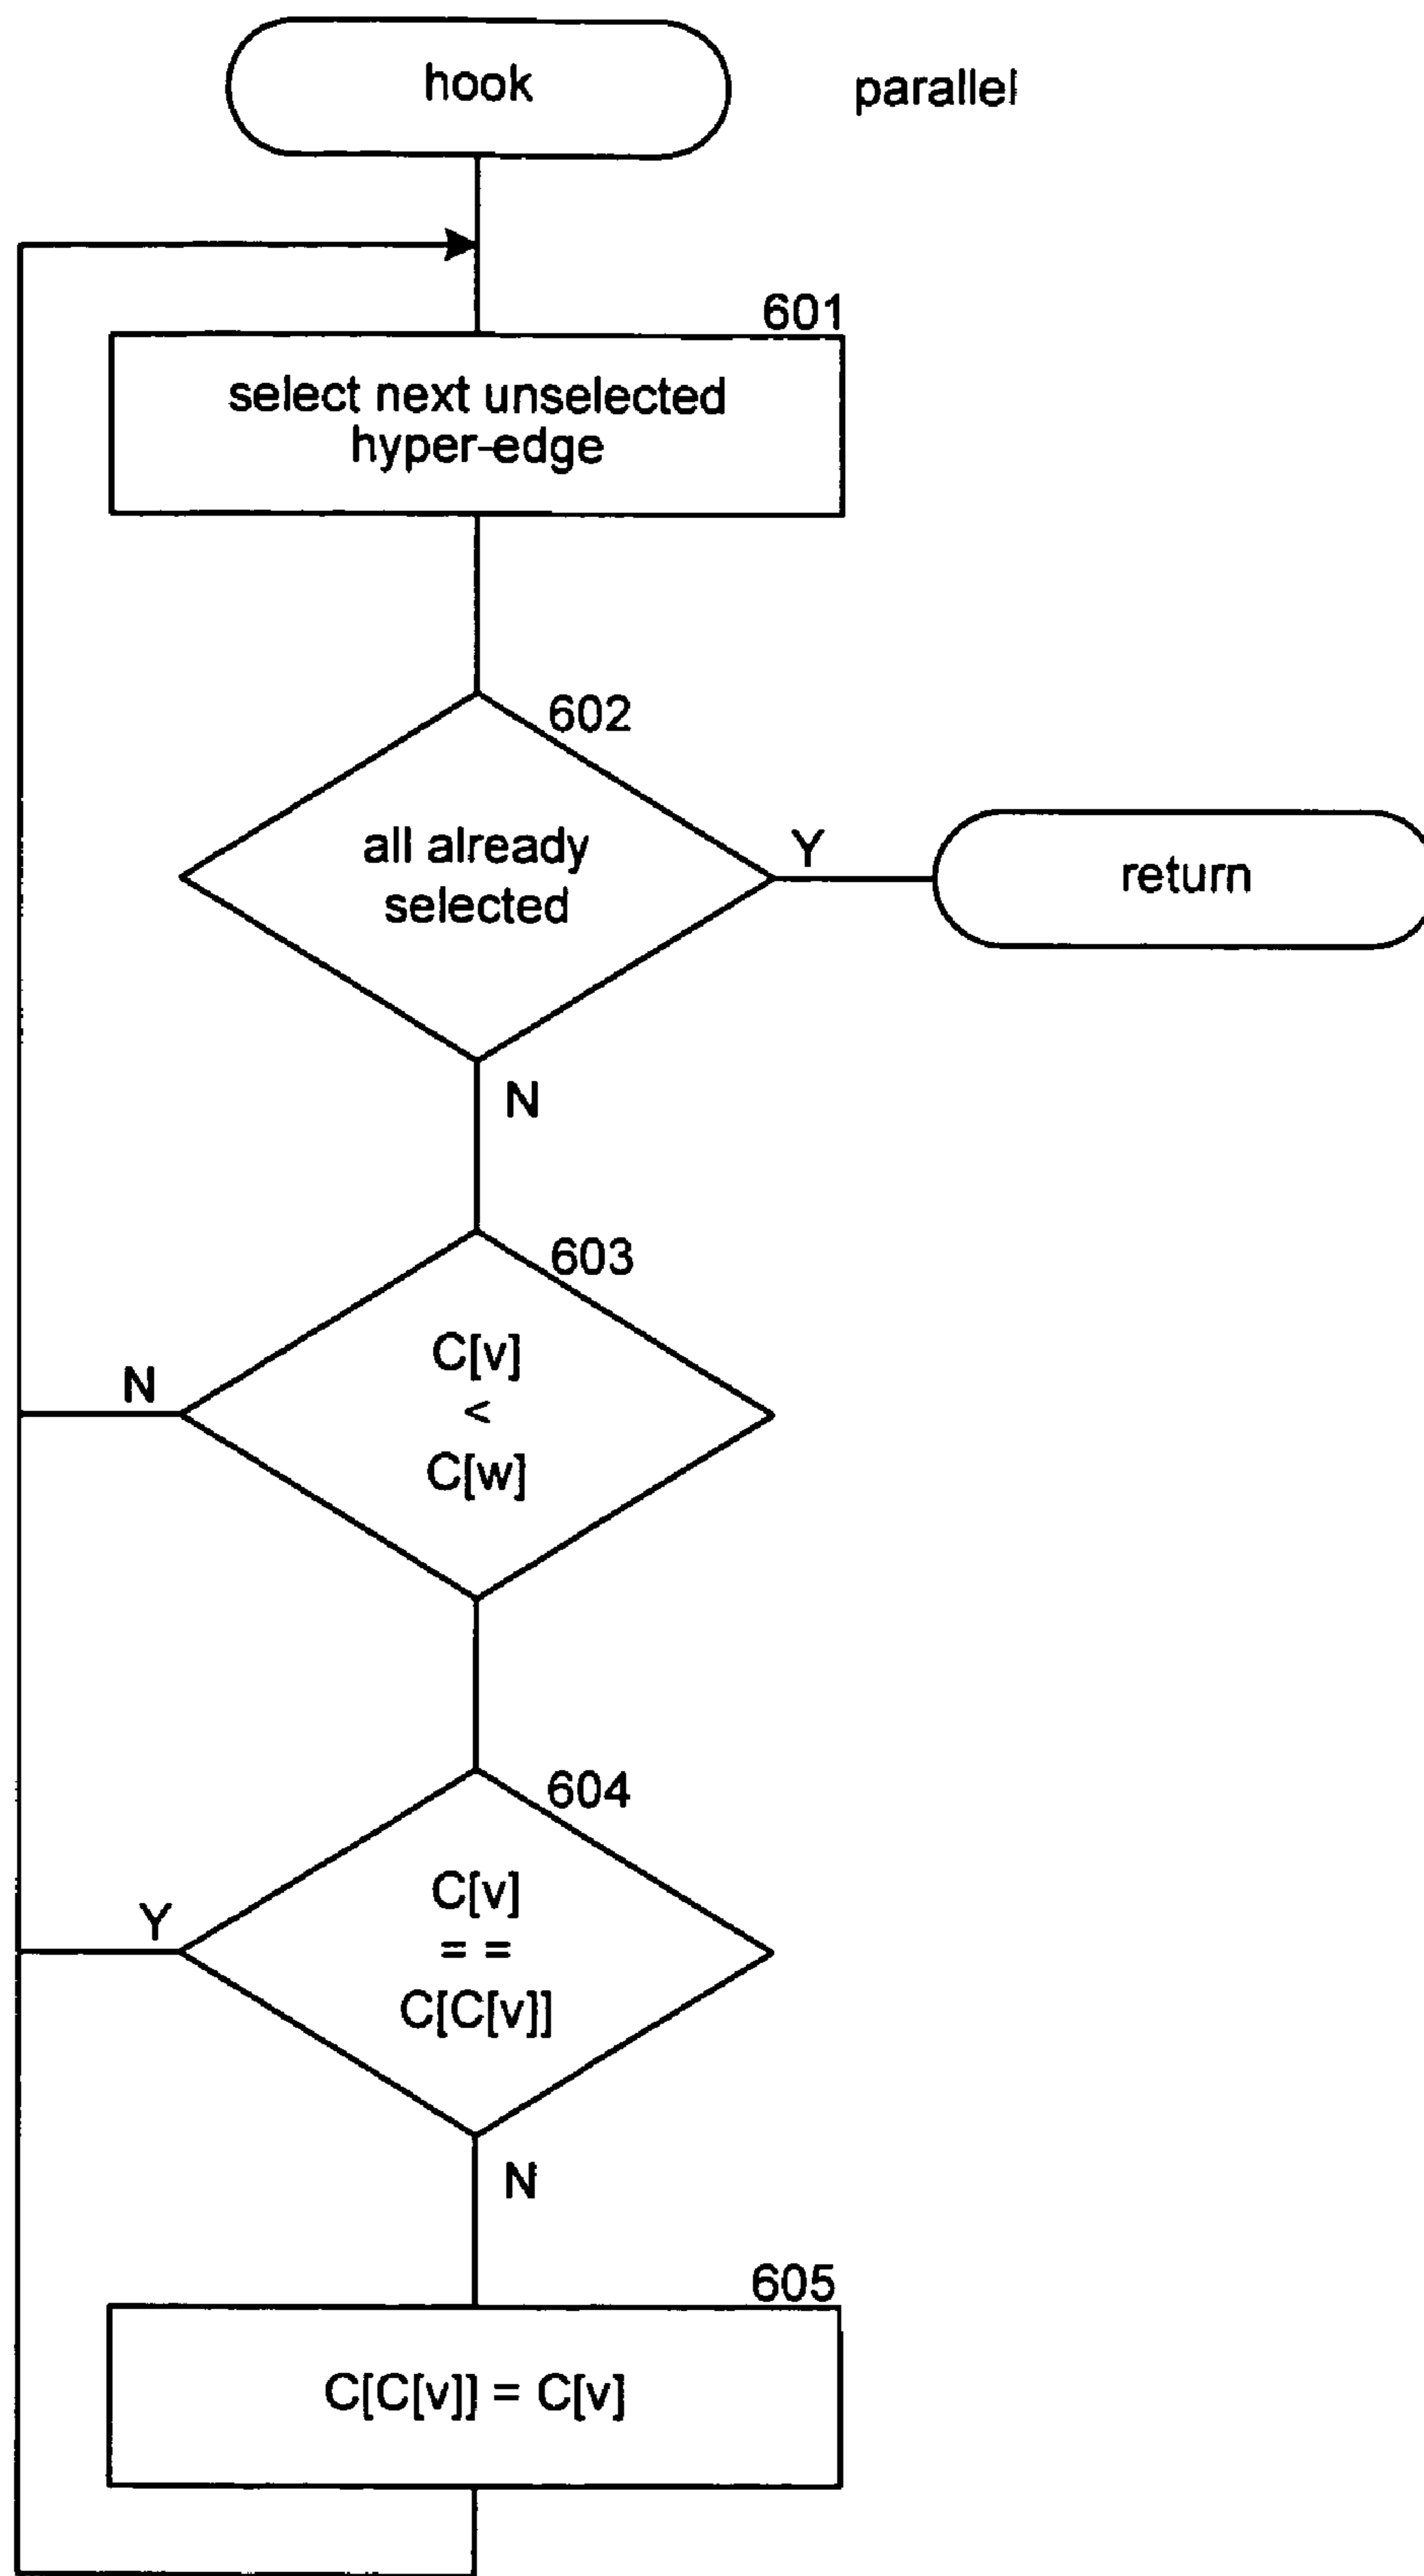 hook
parallel
601
select next unselected
hyper-edge
602
all already
selected
Y
return
N
603
C[v]
<
C[w]
N
604
C[v]
= =
C[C[v]]
Y
N
605
C[C[v]] = C[v]